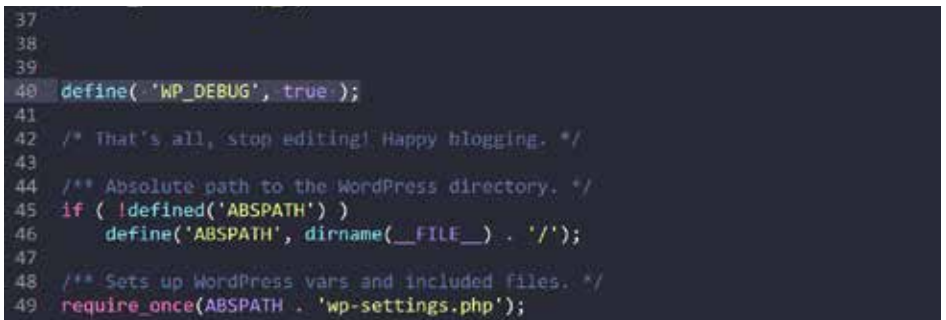 37
38
39
40 define( 'WP_DEBUG', true );
41
42 /* That's all, stop editing! Happy blogging. */
43
44 /** Absolute path to the WordPress directory. */
45 if ( !defined('ABSPATH') )
46     define('ABSPATH', dirname(__FILE__) . '/');
47
48 /** Sets up WordPress vars and included files. */
49 require_once(ABSPATH . 'wp-settings.php');